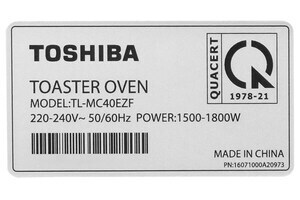 TOSHIBA
TOASTER OVEN
MODEL:TL-MC40EZF
220-240V~ 50/60Hz POWER:1500-1800W
QUACERT
1978-21
MADE IN CHINA
PN:16071000A20973